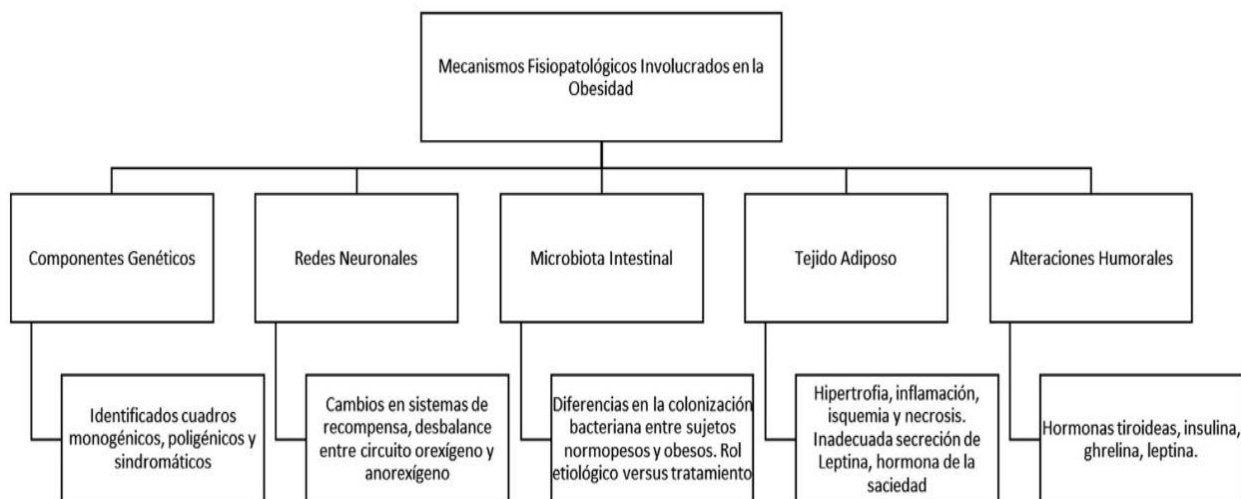 Mecanismos Fisiopatológicos Involucrados en la
Obesidad
Componentes Genéticos
Redes Neuronales
Microbiota Intestinal
Tejido Adiposo
Alteraciones Humorales
Identificados cuadros
monogénicos, poligénicos y
sindromáticos
Cambios en sistemas de
recompensa, desbalance
entre circuito orexígeno y
anorexígeno
Diferencias en la colonización
bacteriana entre sujetos
normopesos y obesos. Rol
etiológico versus tratamiento
Hipertrofia, inflamación,
isquemia y necrosis.
Inadecuada secreción de
Leptina, hormona de la
saciedad
Hormonas tiroideas, insulina,
ghrelina, leptina.